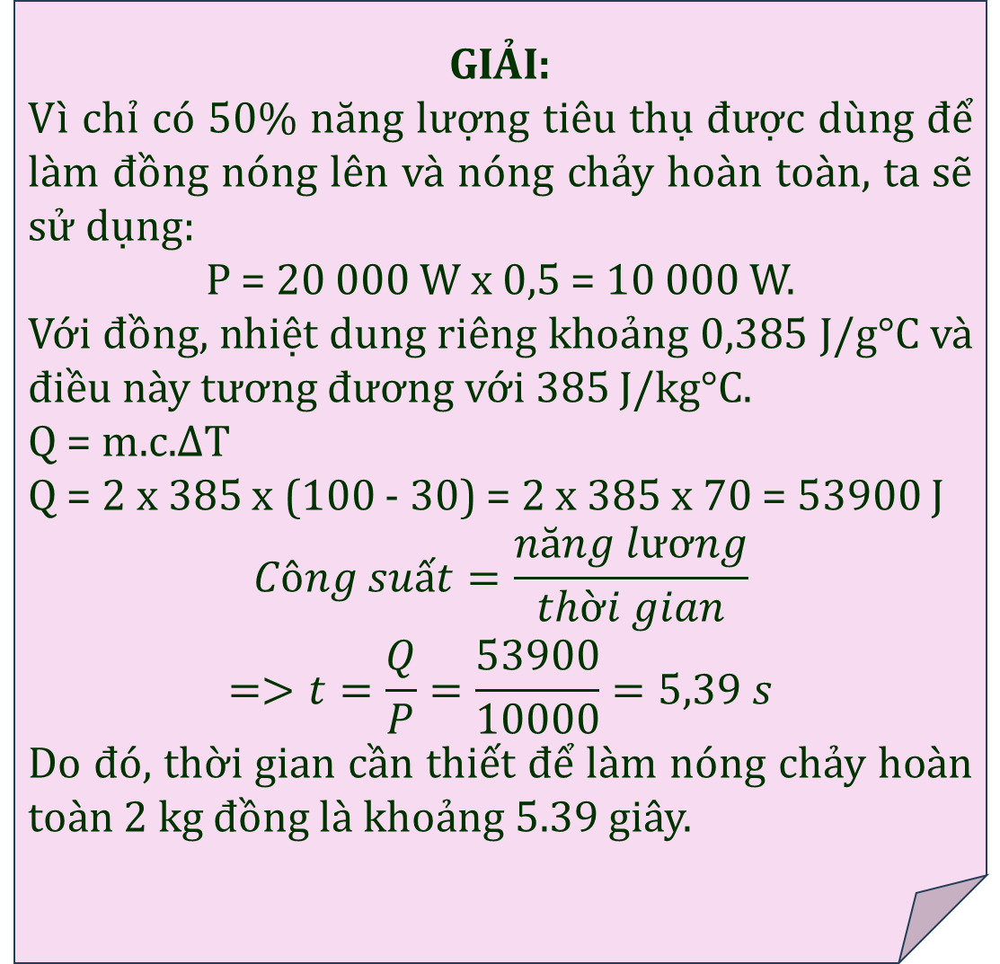 GIẢI:
Vì chỉ có 50% năng lượng tiêu thụ được dùng để
làm đồng nóng lên và nóng chảy hoàn toàn, ta sẽ
sử dụng:
P = 20 000 W x 0,5 = 10 000 W.
Với đồng, nhiệt dung riêng khoảng 0,385 J/g°C và
điều này tương đương với 385 J/kg°C.
Q = m.c.ΔT
Q = 2 x 385 x (100 - 30) = 2 x 385 x 70 = 53900 J
Công suất = năng lương / thời gian
=> t = Q / P = 53900 / 10000 = 5,39 s
Do đó, thời gian cần thiết để làm nóng chảy hoàn
toàn 2 kg đồng là khoảng 5.39 giây.